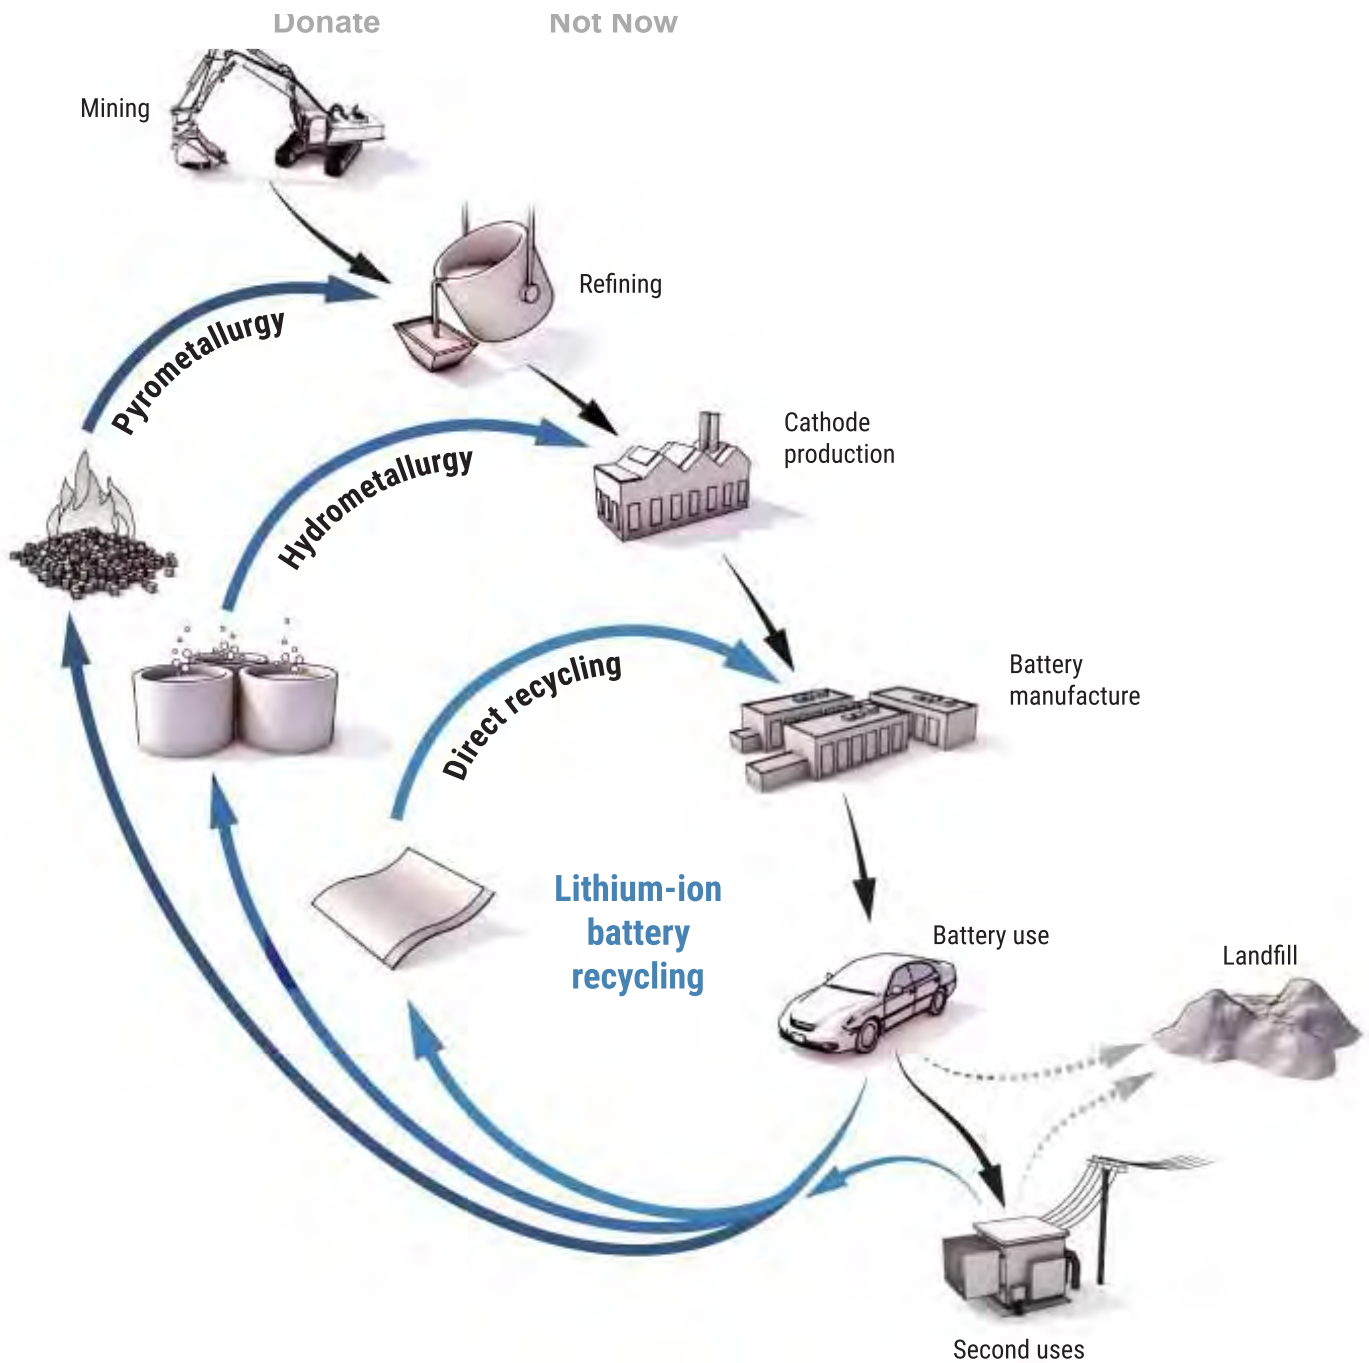 Donate
Not Now
Mining
Refining
Pyrometallurgy
Cathode
production
Hydrometallurgy
Battery
manufacture
Direct recycling
Lithium-ion
battery
recycling
Battery use
Landfill
Second uses